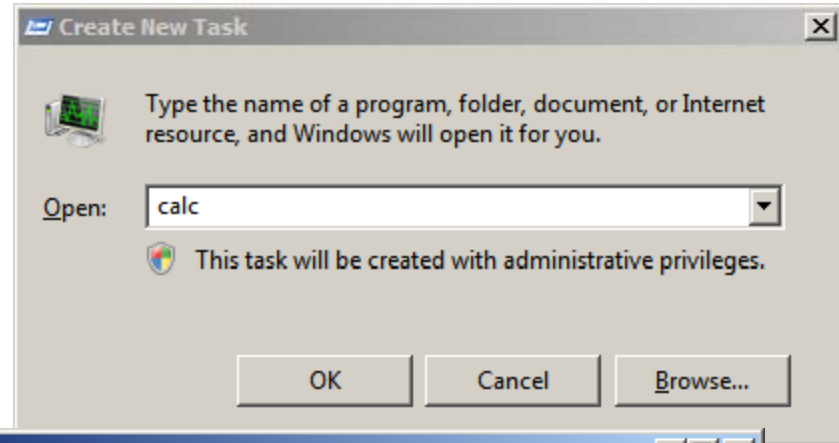 Create New Task
Type the name of a program, folder, document, or Internet
resource, and Windows will open it for you.
Open: calc
This task will be created with administrative privileges.
OK Cancel Browse...